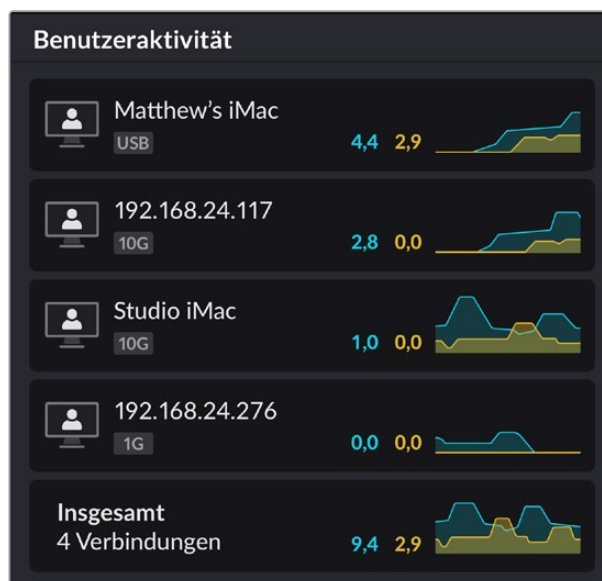 Benutzeraktivität
Matthew’s iMac
USB
4,4 2,9
192.168.24.117
10G
2,8 0,0
Studio iMac
10G
1,0 0,0
192.168.24.276
1G
0,0 0,0
Insgesamt
4 Verbindungen
9,4 2,9